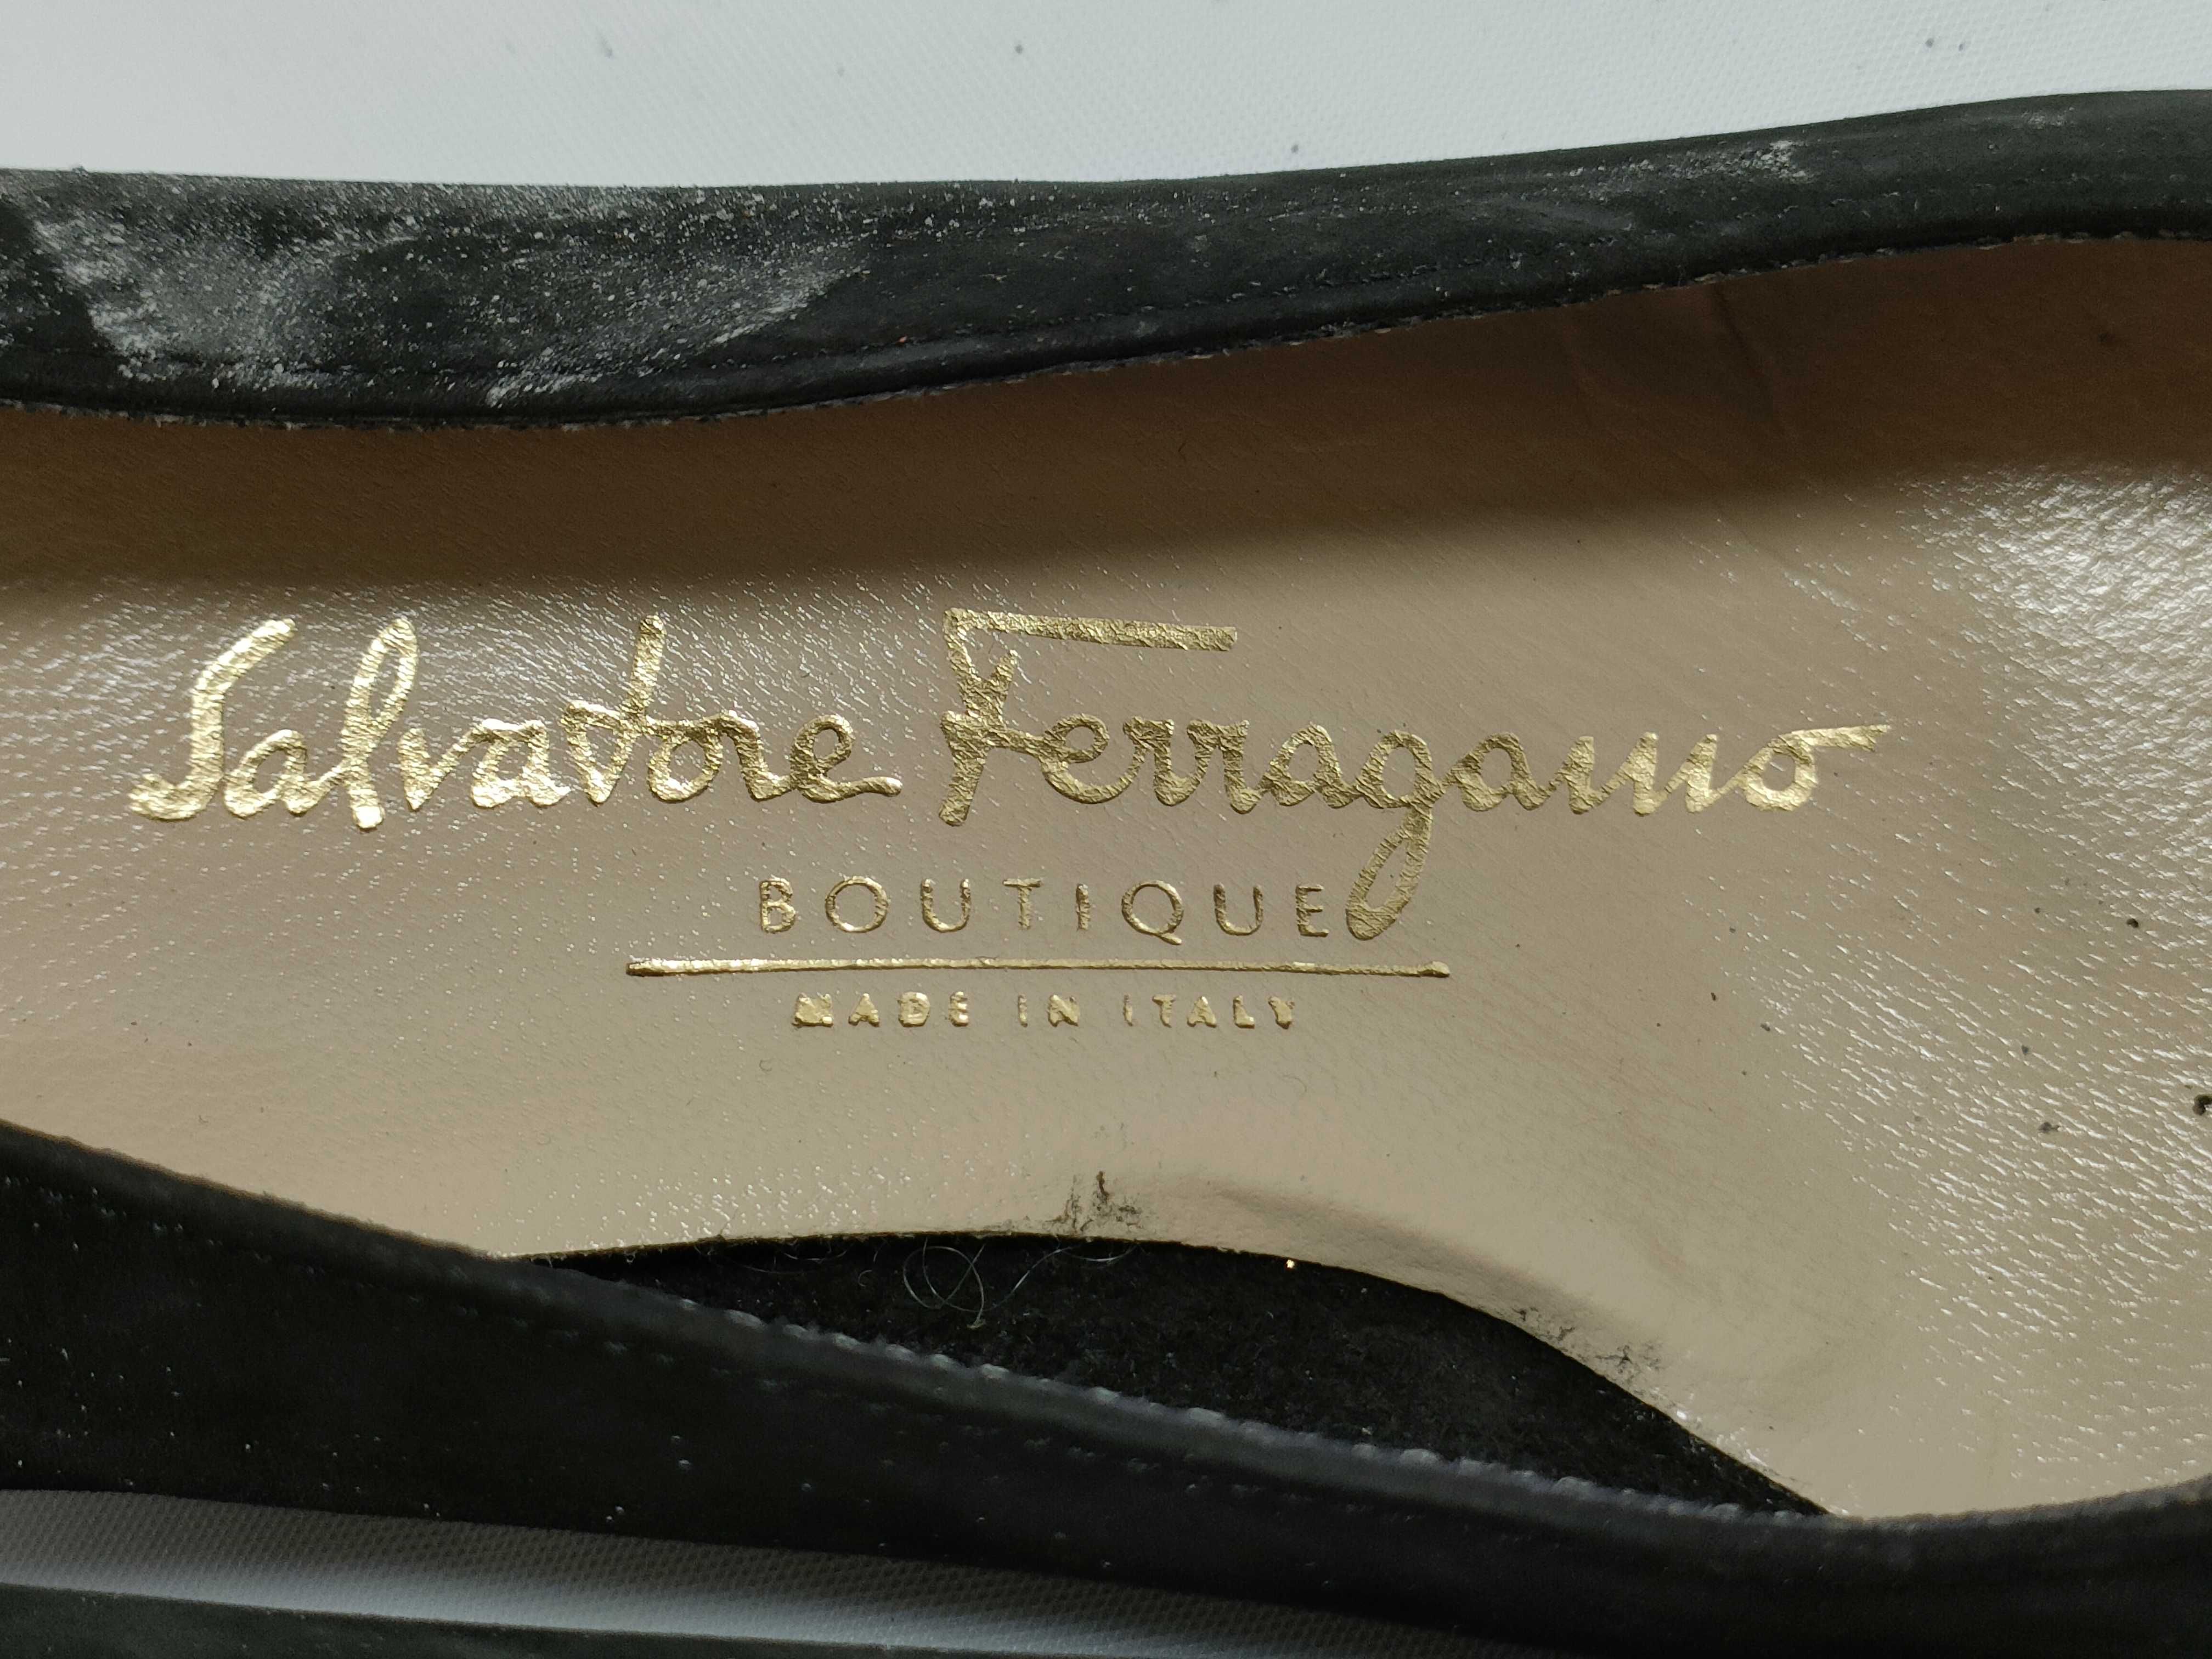 Salvatore Ferragamo
BOUTIQUE
MADE IN ITALY